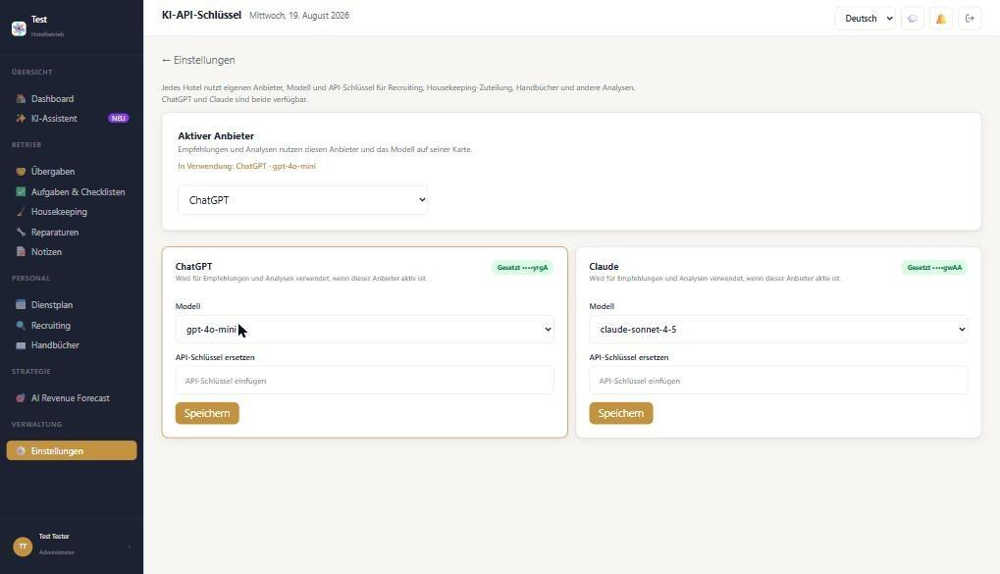 Test
Hotelbetrieb
ÜBERSICHT
Dashboard
KI-Assistent NEU
BETRIEB
Übergaben
Aufgaben & Checklisten
Housekeeping
Reparaturen
Notizen
PERSONAL
Dienstplan
Recruiting
Handbücher
STRATEGIE
AI Revenue Forecast
VERWALTUNG
Einstellungen
TT
Test Tester
Administrator
KI-API-Schlüssel Mittwoch, 19. August 2026
Deutsch
← Einstellungen
Jedes Hotel nutzt eigenen Anbieter, Modell und API-Schlüssel für Recruiting, Housekeeping-Zuteilung, Handbücher und andere Analysen.
ChatGPT und Claude sind beide verfügbar.
Aktiver Anbieter
Empfehlungen und Analysen nutzen diesen Anbieter und das Modell auf seiner Karte.
In Verwendung: ChatGPT · gpt-4o-mini
ChatGPT
ChatGPT Gesetzt ••••yrgA
Wird für Empfehlungen und Analysen verwendet, wenn dieser Anbieter aktiv ist.
Modell
gpt-4o-mini
API-Schlüssel ersetzen
API-Schlüssel einfügen
Speichern
Claude Gesetzt ••••gwAA
Wird für Empfehlungen und Analysen verwendet, wenn dieser Anbieter aktiv ist.
Modell
claude-sonnet-4-5
API-Schlüssel ersetzen
API-Schlüssel einfügen
Speichern